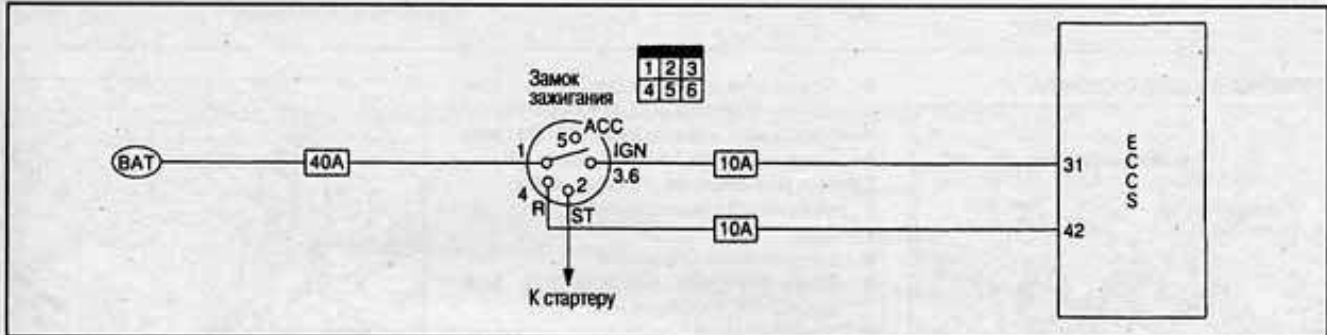 Замок
зажигания
1 2 3
4 5 6
BAT
40A
1
5
ACC
IGN
3.6
4
R
2
ST
10A
31
10A
42
E
C
C
S
К стартеру